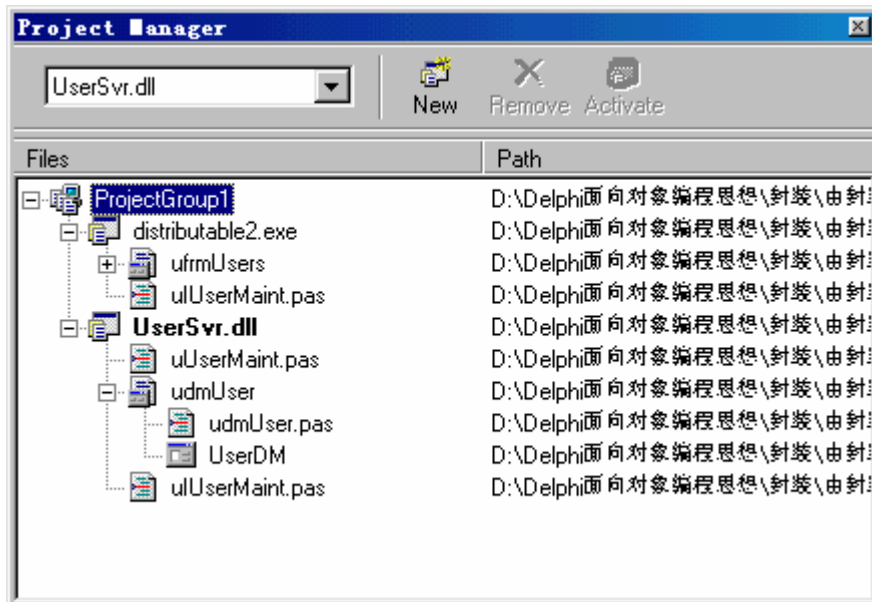 Project Manager
UserSvr.dll
New Remove Activate
Files Path
ProjectGroup1 D:\Delphi面向对象编程思想\封装\由封
distributable2.exe D:\Delphi面向对象编程思想\封装\由封
ufrmUsers D:\Delphi面向对象编程思想\封装\由封
uIUserMaint.pas D:\Delphi面向对象编程思想\封装\由封
UserSvr.dll D:\Delphi面向对象编程思想\封装\由封
uUserMaint.pas D:\Delphi面向对象编程思想\封装\由封
udmUser D:\Delphi面向对象编程思想\封装\由封
udmUser.pas D:\Delphi面向对象编程思想\封装\由封
UserDM D:\Delphi面向对象编程思想\封装\由封
uIUserMaint.pas D:\Delphi面向对象编程思想\封装\由封